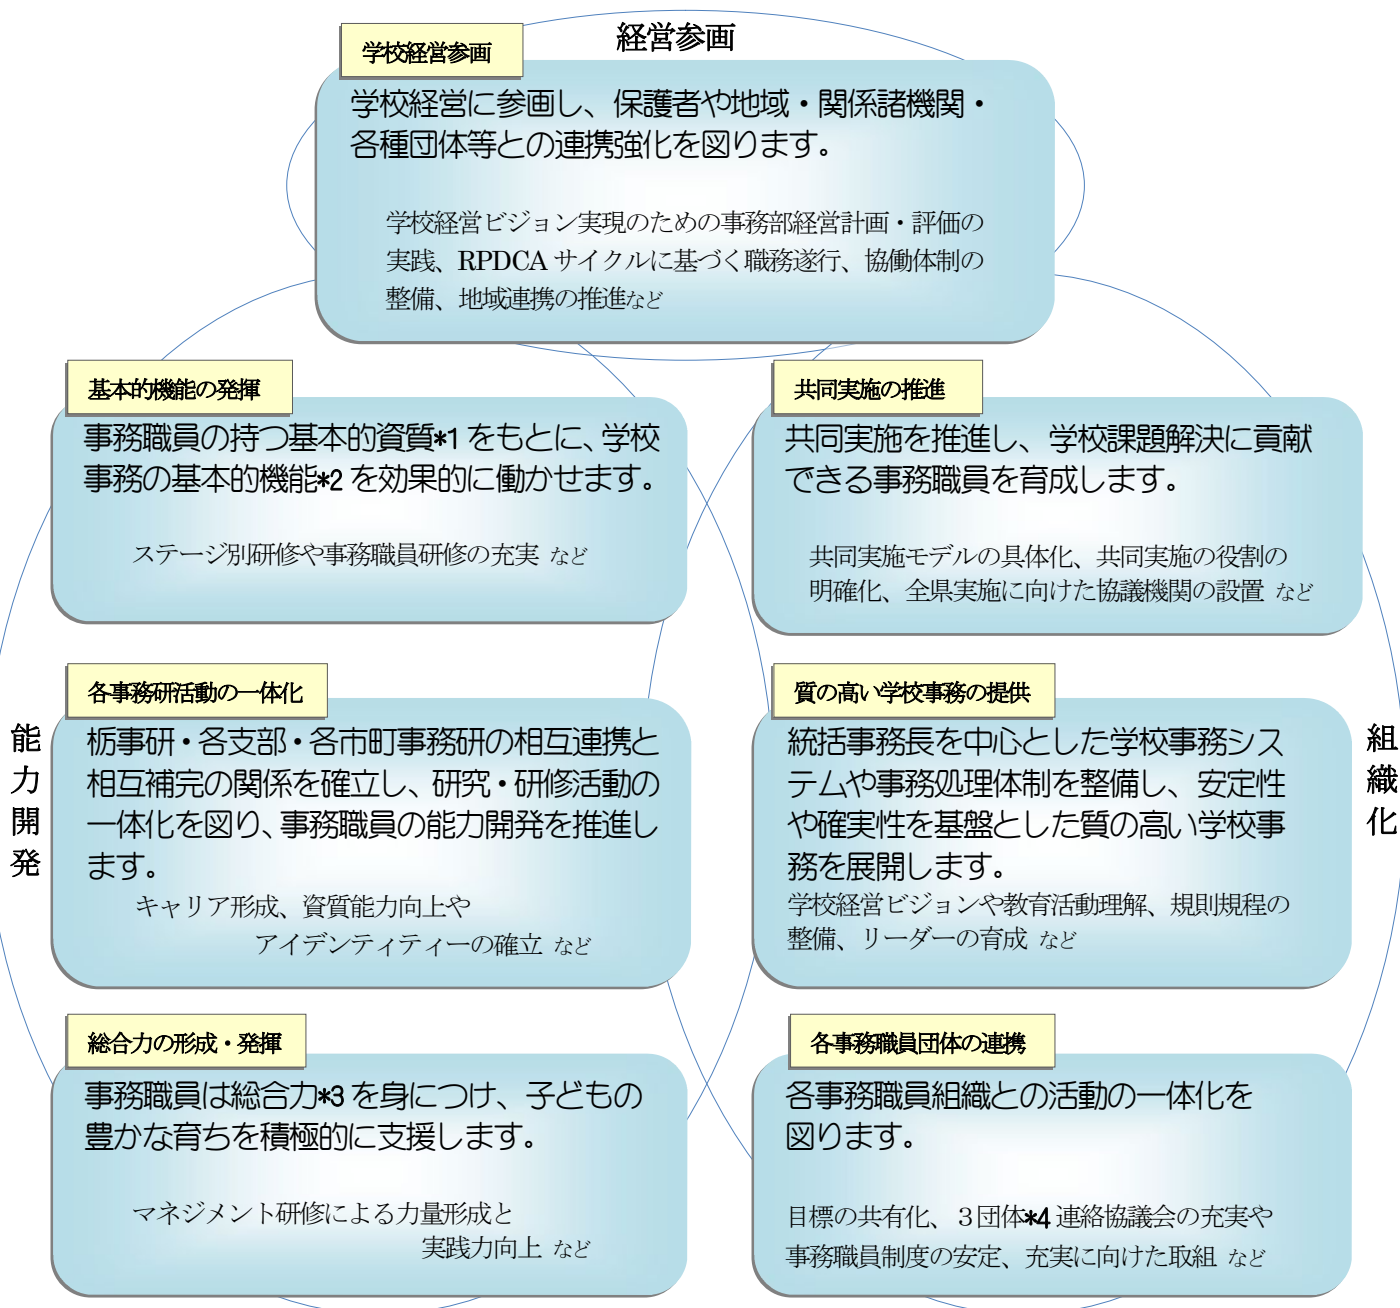 経営参画
学校経営参画
学校経営に参画し、保護者や地域・関係諸機関・
各種団体等との連携強化を図ります。
学校経営ビジョン実現のための事務部経営計画・評価の
実践、RPDCA サイクルに基づく職務遂行、協働体制の
整備、地域連携の推進など
能力開発
基本的機能の発揮
事務職員の持つ基本的資質*1 をもとに、学校
事務の基本的機能*2 を効果的に働かせます。
ステージ別研修や事務職員研修の充実 など
各事務研活動の一体化
栃事研・各支部・各市町事務研の相互連携と
相互補完の関係を確立し、研究・研修活動の
一体化を図り、事務職員の能力開発を推進し
ます。
キャリア形成、資質能力向上や
アイデンティティーの確立 など
総合力の形成・発揮
事務職員は総合力*3 を身につけ、子どもの
豊かな育ちを積極的に支援します。
マネジメント研修による力量形成と
実践力向上 など
組織化
共同実施の推進
共同実施を推進し、学校課題解決に貢献
できる事務職員を育成します。
共同実施モデルの具体化、共同実施の役割の
明確化、全県実施に向けた協議機関の設置 など
質の高い学校事務の提供
統括事務長を中心とした学校事務シス
テムや事務処理体制を整備し、安定性
や確実性を基盤とした質の高い学校事
務を展開します。
学校経営ビジョンや教育活動理解、規則規程の
整備、リーダーの育成 など
各事務職員団体の連携
各事務職員組織との活動の一体化を
図ります。
目標の共有化、３団体*4 連絡協議会の充実や
事務職員制度の安定、充実に向けた取組 など